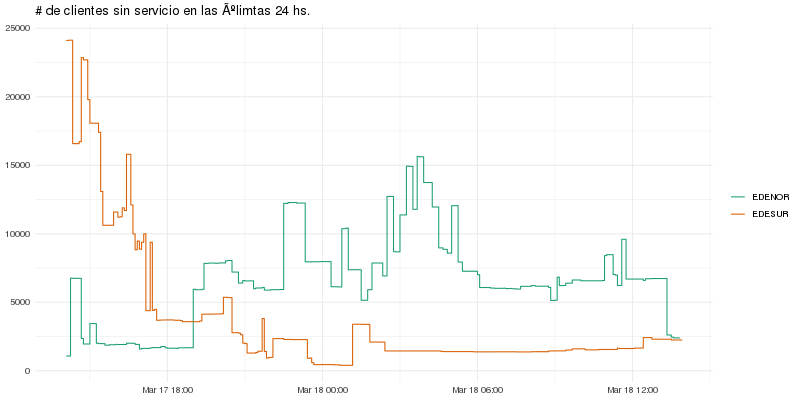 # de clientes sin servicio en las Ãºlimtas 24 hs.
25000
20000
15000
10000
5000
0
Mar 17 18:00
Mar 18 00:00
Mar 18 06:00
Mar 18 12:00
EDENOR
EDESUR